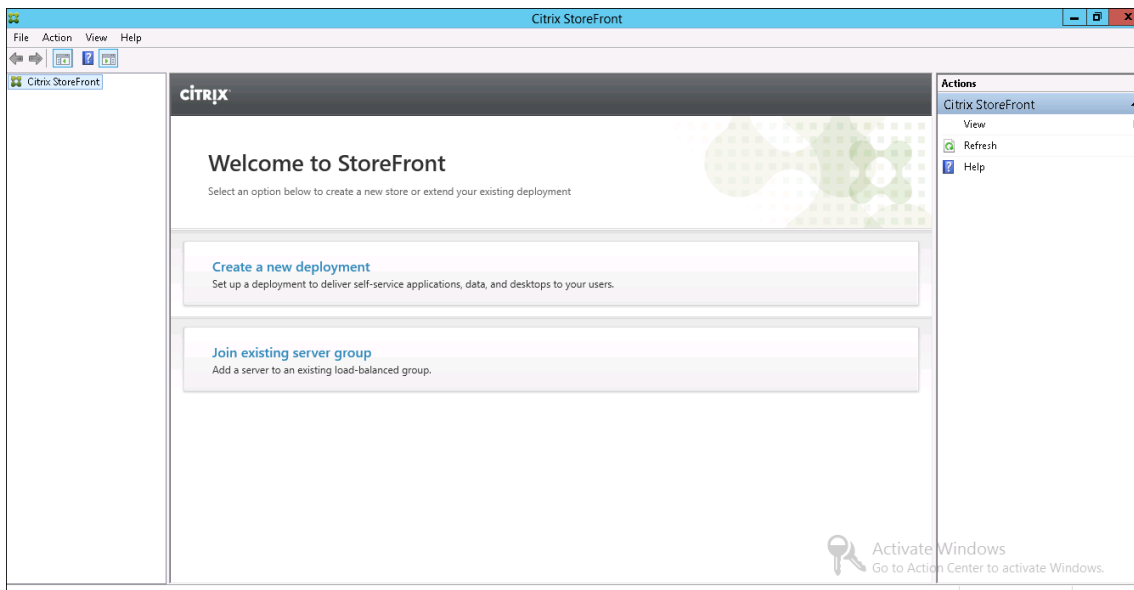 Citrix StoreFront
File Action View Help
Citrix StoreFront
CITRIX
Welcome to StoreFront
Select an option below to create a new store or extend your existing deployment
Create a new deployment
Set up a deployment to deliver self-service applications, data, and desktops to your users.
Join existing server group
Add a server to an existing load-balanced group.
Actions
Citrix StoreFront
View
Refresh
Help
Activate Windows
Go to Action Center to activate Windows.